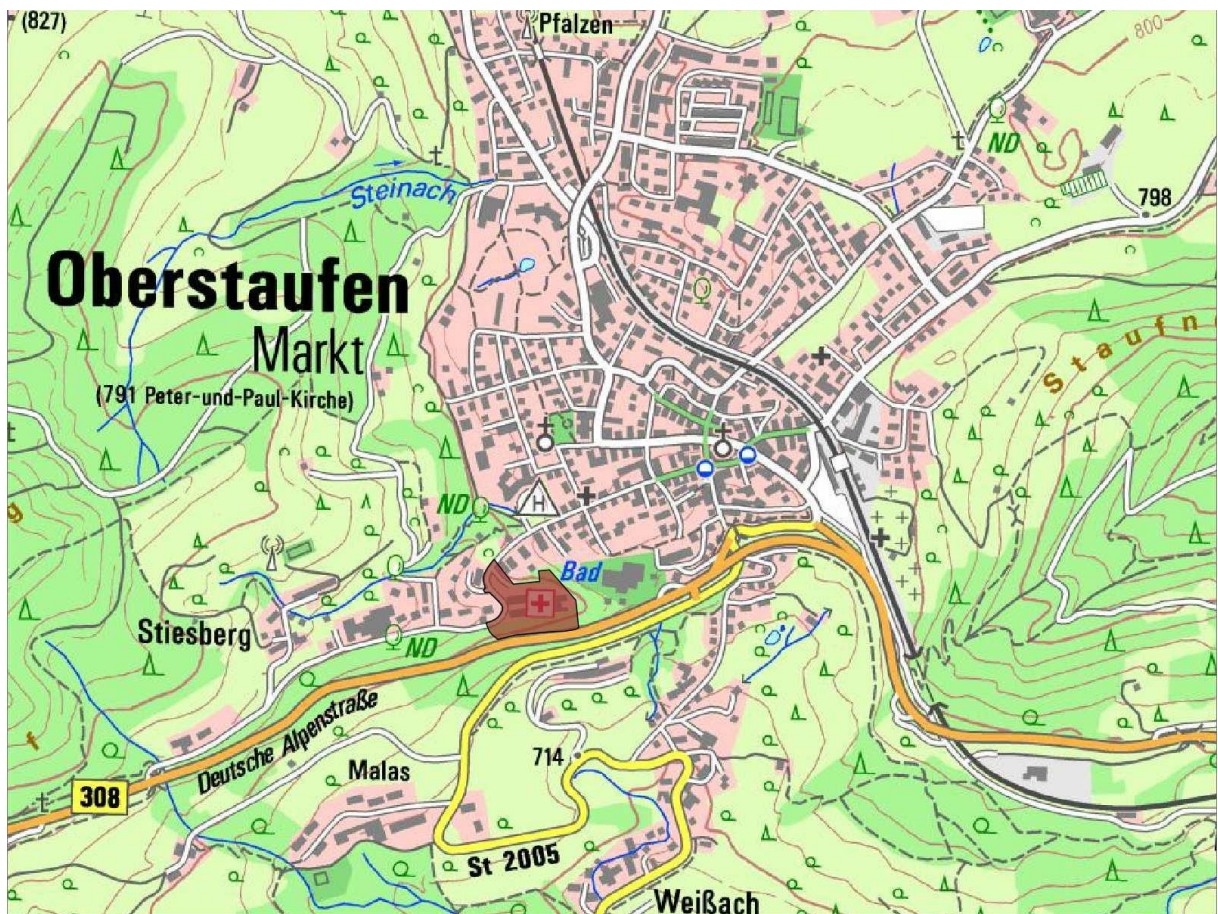 (827)
Pfalzen
800
ND
Steinach
798
Oberstaufen
Markt
(791 Peter-und-Paul-Kirche)
Staufn
ND
H
Bad
Stiesberg
ND
Deutsche Alpenstraße
714
Malas
308
St 2005
Weißach